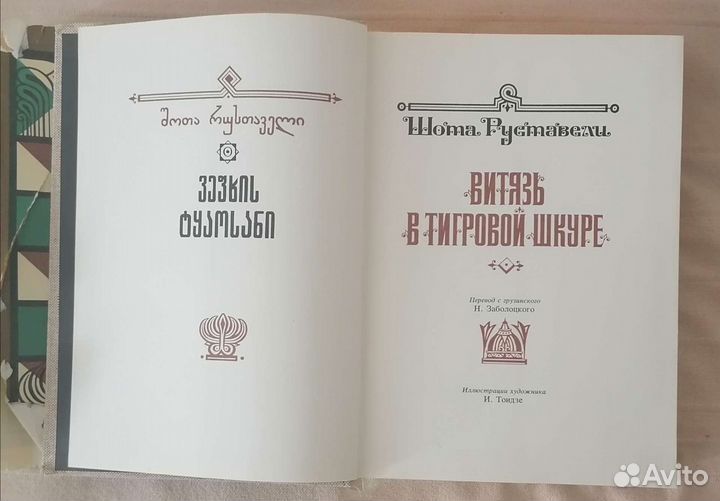 შოთა რუსთაველი
ვეფხის
ტყაოსანი
Шота Руставели
ВИТЯЗЬ
В ТИГРОВОЙ ШКУРЕ
Перевод с грузинского
Н. Заболоцкого
Иллюстрации художника
И. Тоидзе
Avito